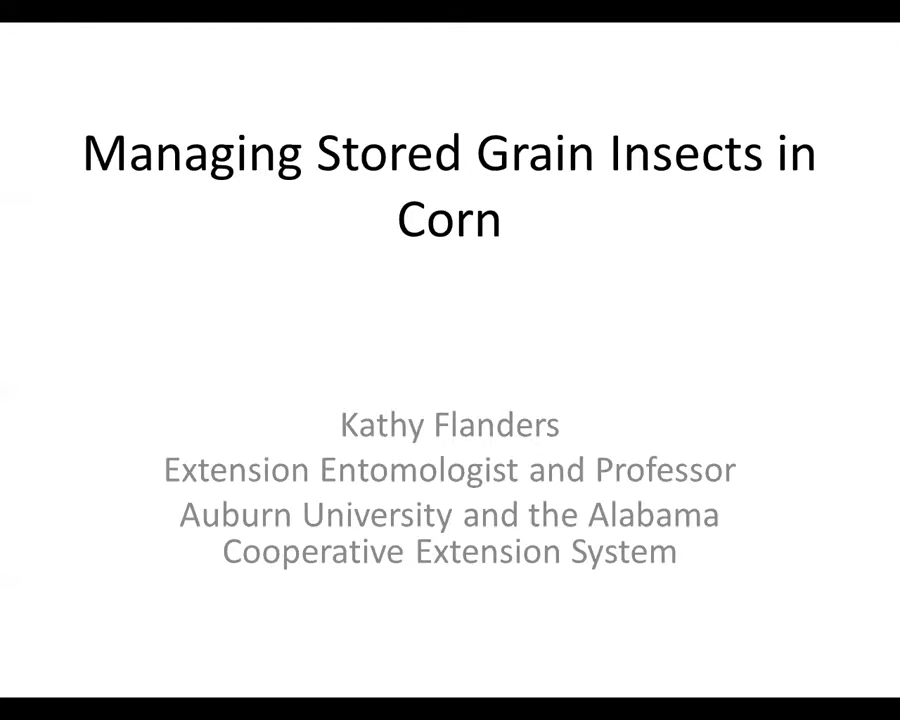 Managing Stored Grain Insects in
Corn
Kathy Flanders
Extension Entomologist and Professor
Auburn University and the Alabama
Cooperative Extension System